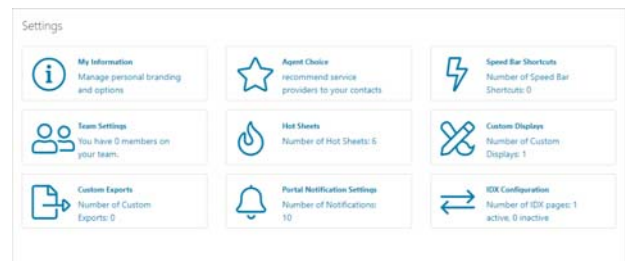 Settings
My Information
Manage personal branding
and options
Agent Choice
recommend service
providers to your contacts
Speed Bar Shortcuts
Number of Speed Bar
Shortcuts: 0
Team Settings
You have 0 members on
your team.
Hot Sheets
Number of Hot Sheets: 6
Custom Displays
Number of Custom
Displays: 1
Custom Exports
Number of Custom
Exports: 0
Portal Notification Settings
Number of Notifications:
10
IDX Configuration
Number of IDX pages: 1
active, 0 inactive